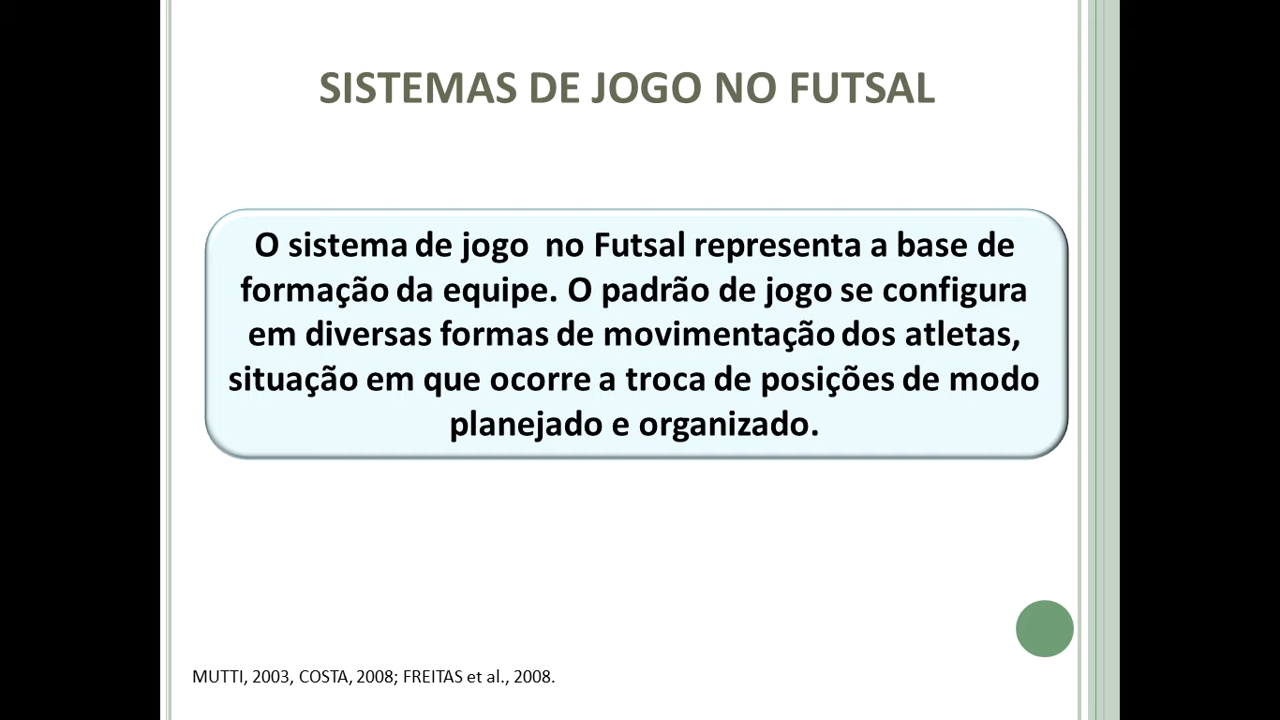 SISTEMAS DE JOGO NO FUTSAL
O sistema de jogo no Futsal representa a base de
formação da equipe. O padrão de jogo se configura
em diversas formas de movimentação dos atletas,
situação em que ocorre a troca de posições de modo
planejado e organizado.
MUTTI, 2003, COSTA, 2008; FREITAS et al., 2008.